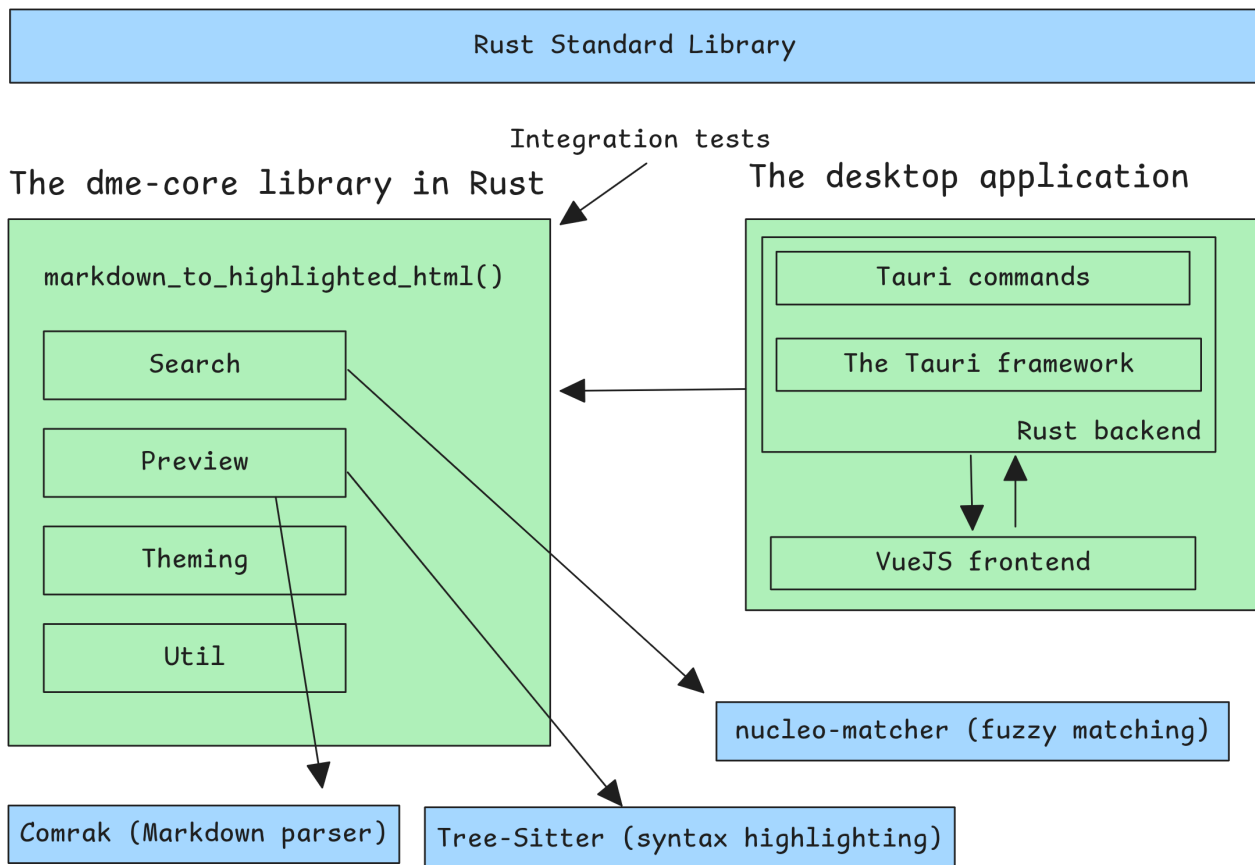 Rust Standard Library
Integration tests
The dme-core library in Rust
The desktop application
markdown_to_highlighted_html()
Search
Preview
Theming
Util
Tauri commands
The Tauri framework
Rust backend
VueJS frontend
nucleo-matcher (fuzzy matching)
Comrak (Markdown parser)
Tree-Sitter (syntax highlighting)